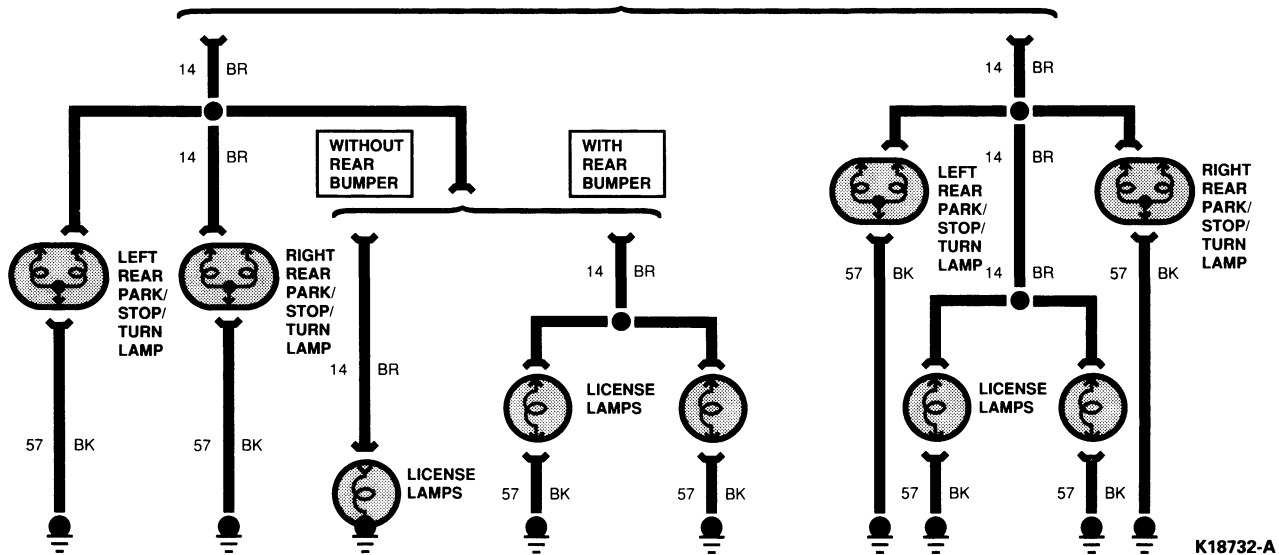 14 BR
14 BR
14 BR
WITHOUT
REAR
BUMPER
WITH
REAR
BUMPER
14 BR
LEFT
REAR
PARK/
STOP/
TURN
LAMP
RIGHT
REAR
PARK/
STOP/
TURN
LAMP
LEFT
REAR
PARK/
STOP/
TURN
LAMP
RIGHT
REAR
PARK/
STOP/
TURN
LAMP
14 BR
57 BK
14 BR
57 BK
14 BR
LICENSE
LAMPS
LICENSE
LAMPS
57 BK
57 BK
LICENSE
LAMPS
57 BK
57 BK
57 BK
57 BK
K18732-A